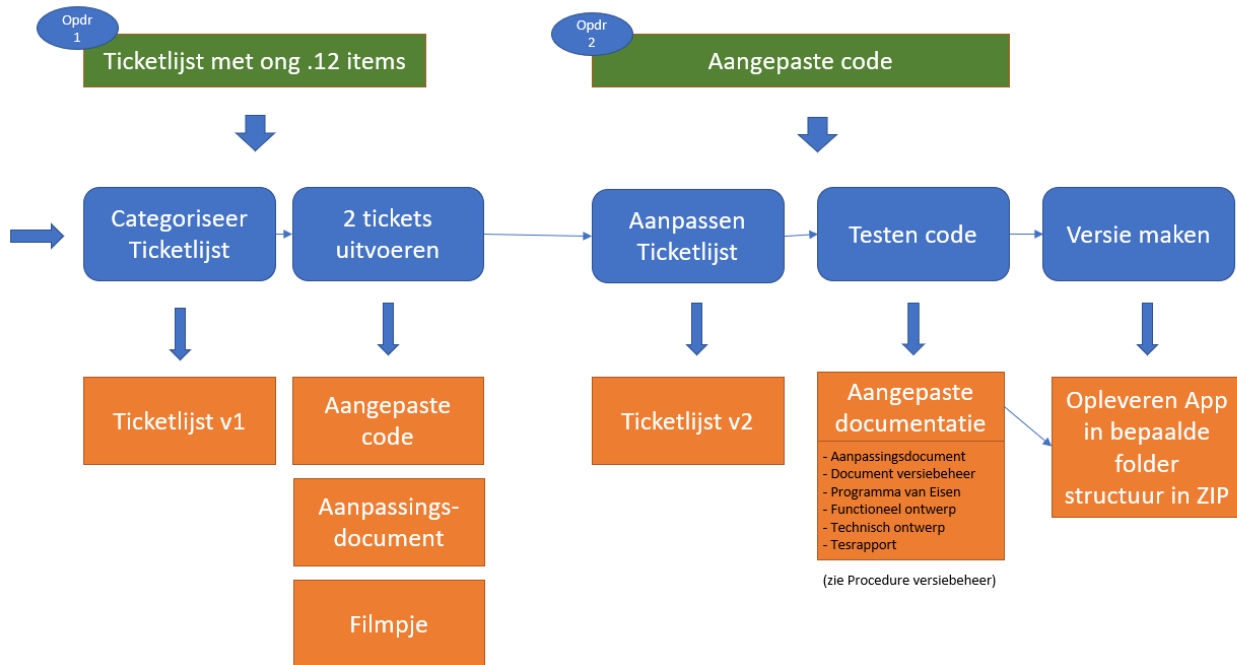 Opdr
1
Ticketlijst met ong .12 items
Opdr
2
Aangepaste code
Categoriseer
Ticketlijst
2 tickets
uitvoeren
Aanpassen
Ticketlijst
Testen code
Versie maken
Ticketlijst v1
Aangepaste
code
Aanpassings-
document
Filmpje
Ticketlijst v2
Aangepaste
documentatie
- Aanpassingsdocument
- Document versiebeheer
- Programma van Eisen
- Functioneel ontwerp
- Technisch ontwerp
- Tesrapport
(zie Procedure versiebeheer)
Opleveren App
in bepaalde
folder
structuur in ZIP